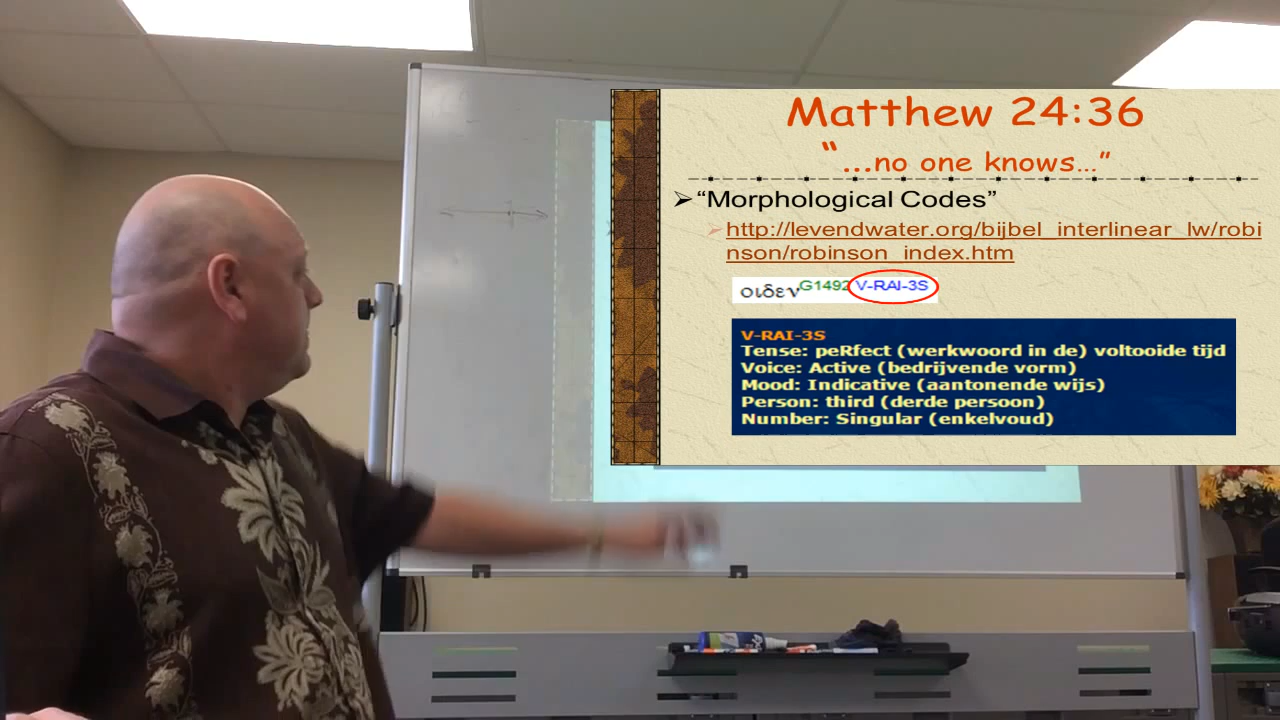 Matthew 24:36
“…no one knows…”
“Morphological Codes”
http://levendwater.org/bijbel_interlinear_lw/robi
nson/robinson_index.htm
οιδεν G1492 V-RAI-3S
V-RAI-3S
Tense: peRfect (werkwoord in de) voltooide tijd
Voice: Active (bedrijvende vorm)
Mood: Indicative (aantonende wijs)
Person: third (derde persoon)
Number: Singular (enkelvoud)